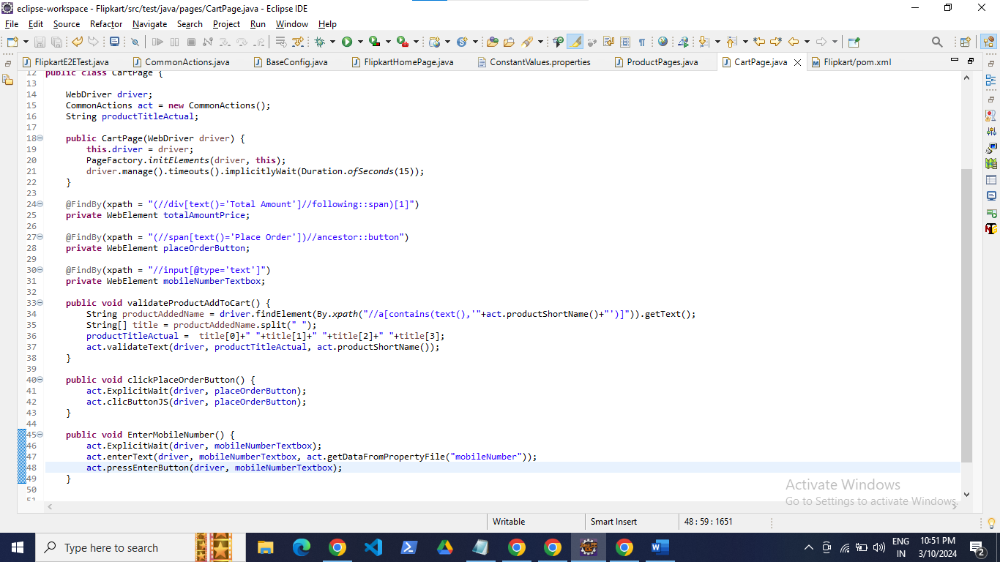 eclipse-workspace - Flipkart/src/test/java/pages/CartPage.java - Eclipse IDE
File Edit Source Refactor Navigate Search Project Run Window Help
FlipkartE2ETest.java CommonActions.java BaseConfig.java FlipkartHomePage.java ConstantValues.properties ProductPages.java CartPage.java Flipkart/pom.xml
12 public class CartPage {
13
14 WebDriver driver;
15 CommonActions act = new CommonActions();
16 String productTitleActual;
17
18 public CartPage(WebDriver driver) {
19 this.driver = driver;
20 PageFactory.initElements(driver, this);
21 driver.manage().timeouts().implicitlyWait(Duration.ofSeconds(15));
22 }
23
24 @FindBy(xpath = "(//div[text()='Total Amount']//following::span)[1]")
25 private WebElement totalAmountPrice;
26
27 @FindBy(xpath = "(//span[text()='Place Order'])//ancestor::button")
28 private WebElement placeOrderButton;
29
30 @FindBy(xpath = "//input[@type='text']")
31 private WebElement mobileNumberTextbox;
32
33 public void validateProductAddToCart() {
34 String productAddedName = driver.findElement(By.xpath("//a[contains(text(),'"+act.productShortName()+"')]")).getText();
35 String[] title = productAddedName.split(" ");
36 productTitleActual =  title[0]+" "+title[1]+" "+title[2]+" "+title[3];
37 act.validateText(driver, productTitleActual, act.productShortName());
38 }
39
40 public void clickPlaceOrderButton() {
41 act.ExplicitWait(driver, placeOrderButton);
42 act.clicButtonJS(driver, placeOrderButton);
43 }
44
45 public void EnterMobileNumber() {
46 act.ExplicitWait(driver, mobileNumberTextbox);
47 act.enterText(driver, mobileNumberTextbox, act.getDataFromPropertyFile("mobileNumber"));
48 act.pressEnterButton(driver, mobileNumberTextbox);
49 }
50
51
Activate Windows
Go to Settings to activate Windows.
Writable Smart Insert 48 : 59 : 1651
Type here to search
ENG 10:51 PM
IN 3/10/2024
2